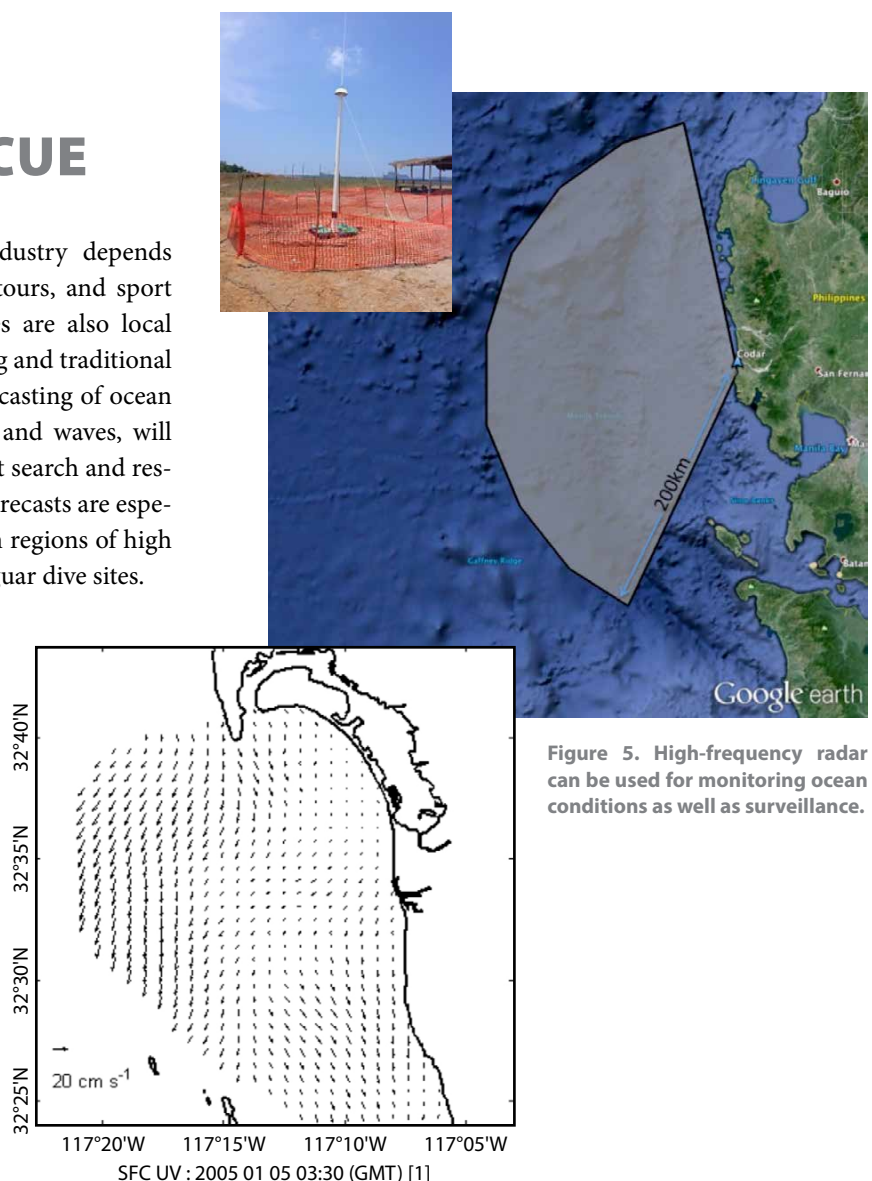 CUE
dustry depends
tours, and sport
es are also local
g and traditional
casting of ocean
and waves, will
t search and res-
recasts are espe-
n regions of high
guar dive sites.
Baguio
Philippines
Codar
San Fernan
Manila Bay
Batan
200km
Google earth
Figure 5. High-frequency radar
can be used for monitoring ocean
conditions as well as surveillance.
32°40'N
32°35'N
32°30'N
32°25'N
20 cm s⁻¹
117°20'W 117°15'W 117°10'W 117°05'W
SFC UV : 2005 01 05 03:30 (GMT) [1]